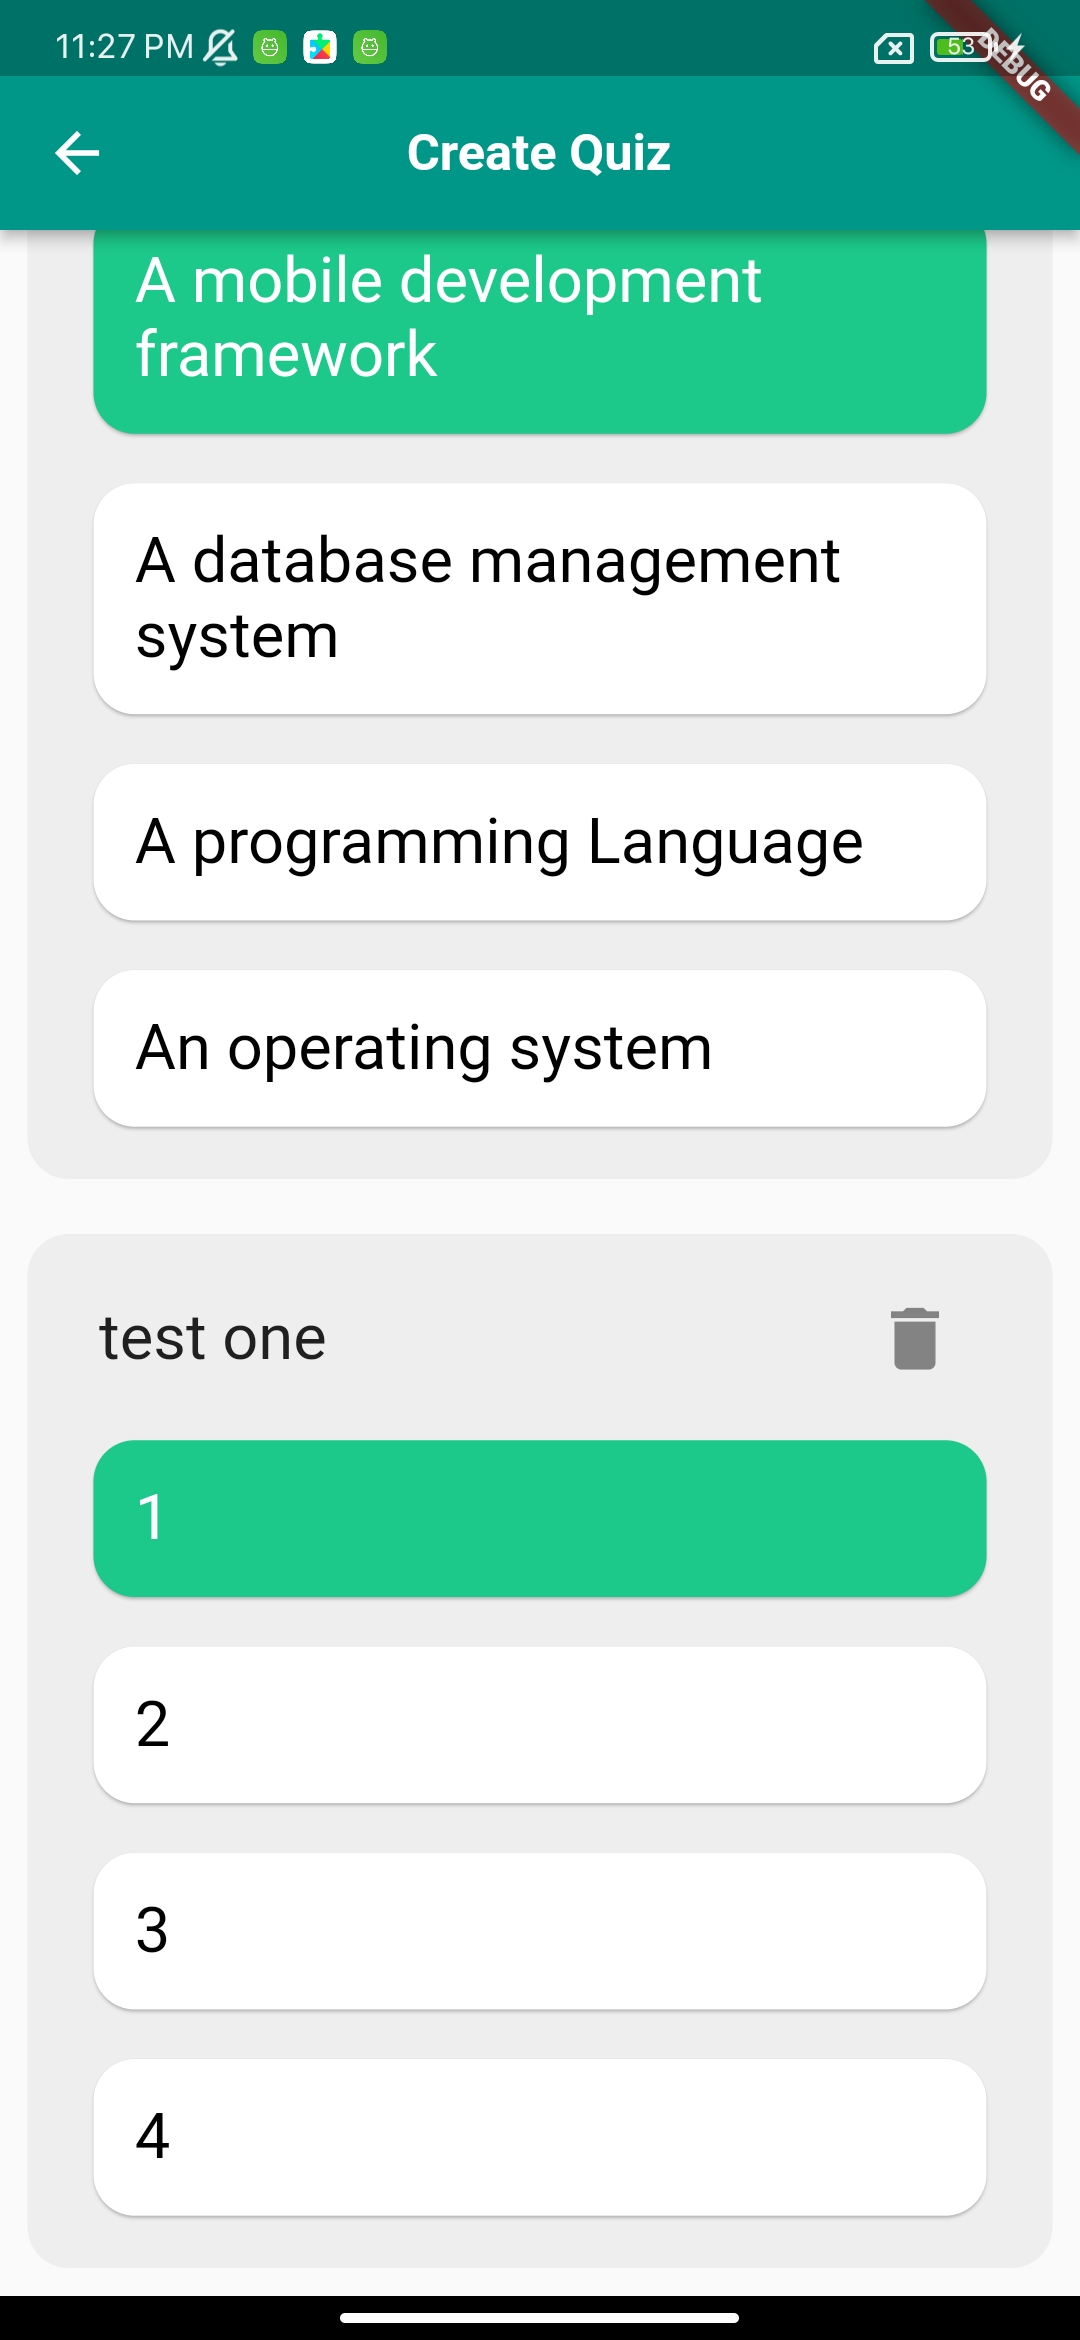 11:27 PM
53
DEBUG
Create Quiz
A mobile development
framework
A database management
system
A programming Language
An operating system
test one
1
2
3
4